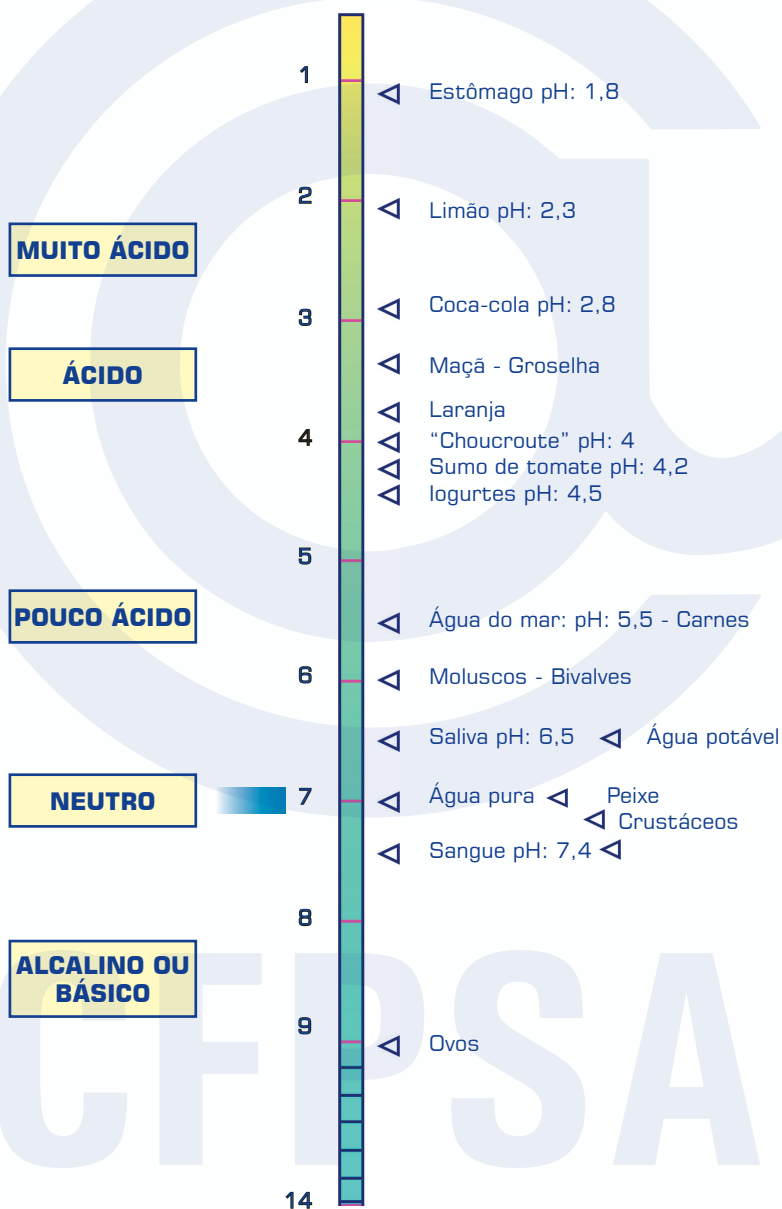 1
Estômago pH: 1,8
2
Limão pH: 2,3
MUITO ÁCIDO
Coca-cola pH: 2,8
3
Maçã - Groselha
ÁCIDO
Laranja
4
“Choucroute” pH: 4
Sumo de tomate pH: 4,2
Iogurtes pH: 4,5
5
POUCO ÁCIDO
Água do mar: pH: 5,5 - Carnes
6
Moluscos - Bivalves
Saliva pH: 6,5
Água potável
NEUTRO
7
Água pura
Peixe
Crustáceos
Sangue pH: 7,4
8
ALCALINO OU
BÁSICO
9
Ovos
14
CFPSA